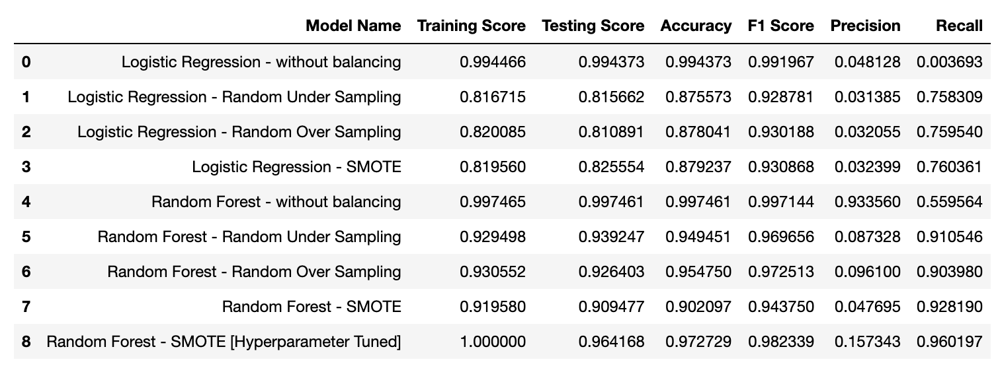 Model Name Training Score Testing Score Accuracy F1 Score Precision Recall
0 Logistic Regression - without balancing 0.994466 0.994373 0.994373 0.991967 0.048128 0.003693
1 Logistic Regression - Random Under Sampling 0.816715 0.815662 0.875573 0.928781 0.031385 0.758309
2 Logistic Regression - Random Over Sampling 0.820085 0.810891 0.878041 0.930188 0.032055 0.759540
3 Logistic Regression - SMOTE 0.819560 0.825554 0.879237 0.930868 0.032399 0.760361
4 Random Forest - without balancing 0.997465 0.997461 0.997461 0.997144 0.933560 0.559564
5 Random Forest - Random Under Sampling 0.929498 0.939247 0.949451 0.969656 0.087328 0.910546
6 Random Forest - Random Over Sampling 0.930552 0.926403 0.954750 0.972513 0.096100 0.903980
7 Random Forest - SMOTE 0.919580 0.909477 0.902097 0.943750 0.047695 0.928190
8 Random Forest - SMOTE [Hyperparameter Tuned] 1.000000 0.964168 0.972729 0.982339 0.157343 0.960197